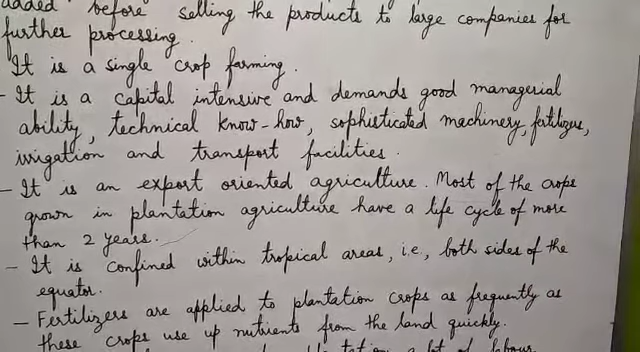 added before selling the products to large companies for
further processing.
It is a single crop farming.
- It is a capital intensive and demands good managerial
ability, technical know-how, sophisticated machinery, fertilizers,
irrigation and transport facilities.
- It is an export oriented agriculture. Most of the crops
grown in plantation agriculture have a life cycle of more
than 2 years.
- It is confined within tropical areas, i.e., both sides of the
equator.
- Fertilizers are applied to plantation crops as frequently as
these crops use up nutrients from the land quickly.
a lot of labour